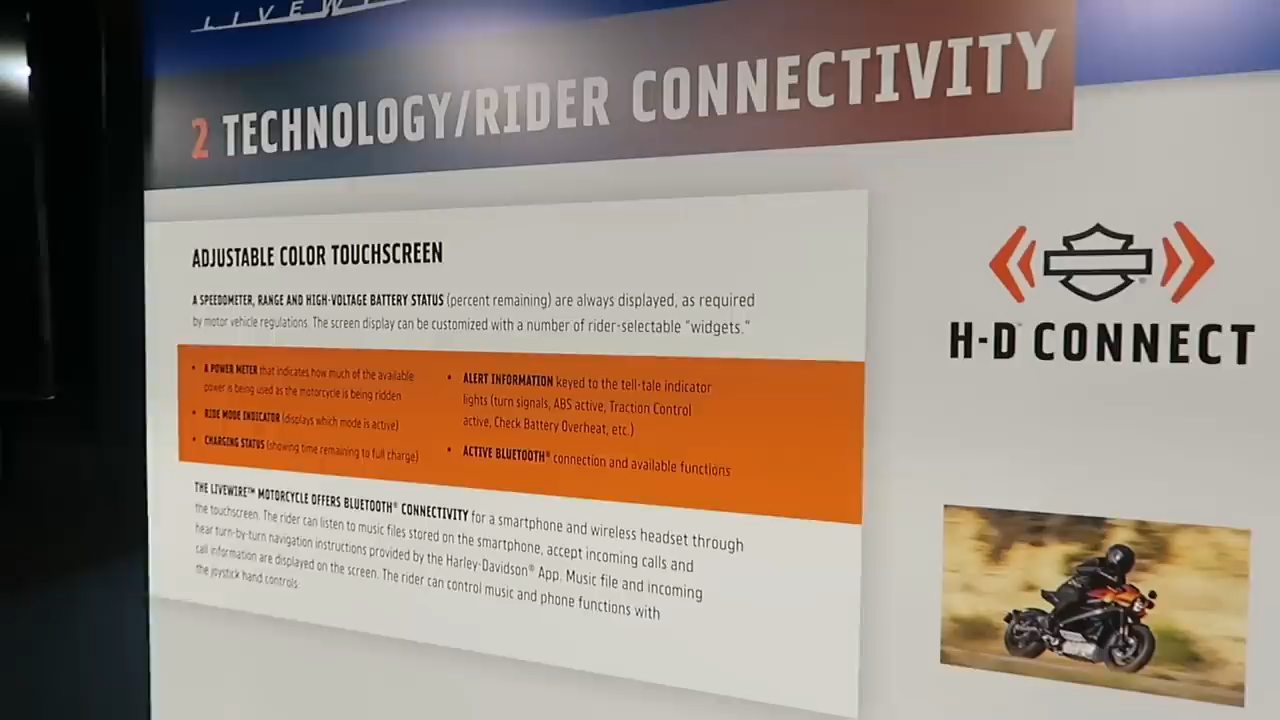 2 TECHNOLOGY/RIDER CONNECTIVITY
ADJUSTABLE COLOR TOUCHSCREEN
A SPEEDOMETER, RANGE AND HIGH-VOLTAGE BATTERY STATUS (percent remaining) are always displayed, as required
by motor vehicle regulations. The screen display can be customized with a number of rider-selectable "widgets."
• A POWER METER that indicates how much of the available
power is being used as the motorcycle is being ridden
• RIDE MODE INDICATOR (displays which mode is active)
• CHARGING STATUS (showing time remaining to full charge)
• ALERT INFORMATION keyed to the tell-tale indicator
lights (turn signals, ABS active, Traction Control
active, Check Battery Overheat, etc.)
• ACTIVE BLUETOOTH® connection and available functions
THE LIVEWIRE™ MOTORCYCLE OFFERS BLUETOOTH® CONNECTIVITY for a smartphone and wireless headset through
the touchscreen. The rider can listen to music files stored on the smartphone, accept incoming calls and
hear turn-by-turn navigation instructions provided by the Harley-Davidson® App. Music file and incoming
call information are displayed on the screen. The rider can control music and phone functions with
the joystick hand controls.
H-D™ CONNECT